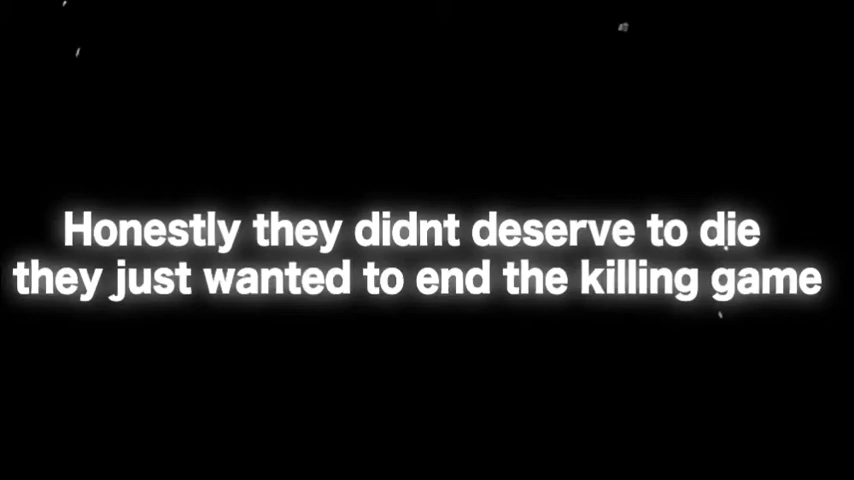 Honestly they didnt deserve to die
they just wanted to end the killing game